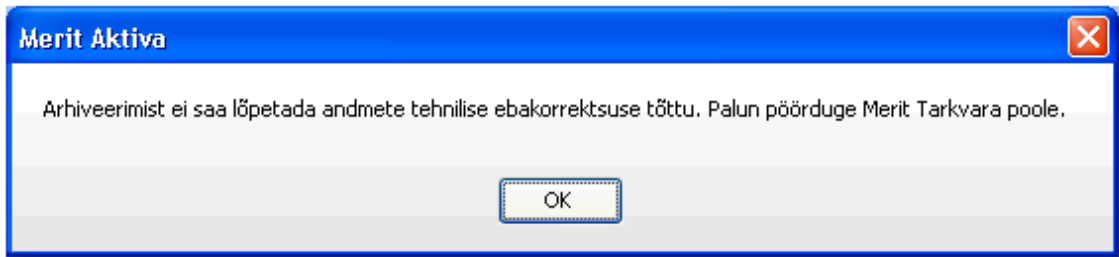 Merit Aktiva
Arhiveerimist ei saa lõpetada andmete tehnilise ebakorrektsuse tõttu. Palun pöörduge Merit Tarkvara poole.
OK